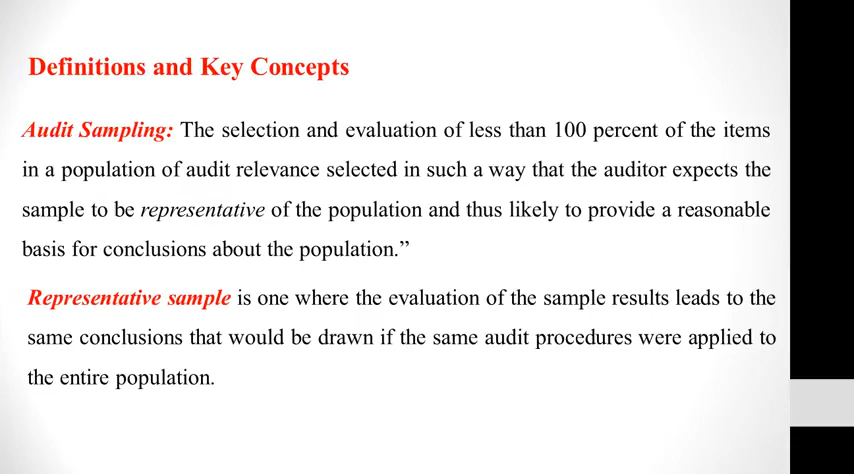 Definitions and Key Concepts
Audit Sampling: The selection and evaluation of less than 100 percent of the items
in a population of audit relevance selected in such a way that the auditor expects the
sample to be representative of the population and thus likely to provide a reasonable
basis for conclusions about the population.”
Representative sample is one where the evaluation of the sample results leads to the
same conclusions that would be drawn if the same audit procedures were applied to
the entire population.